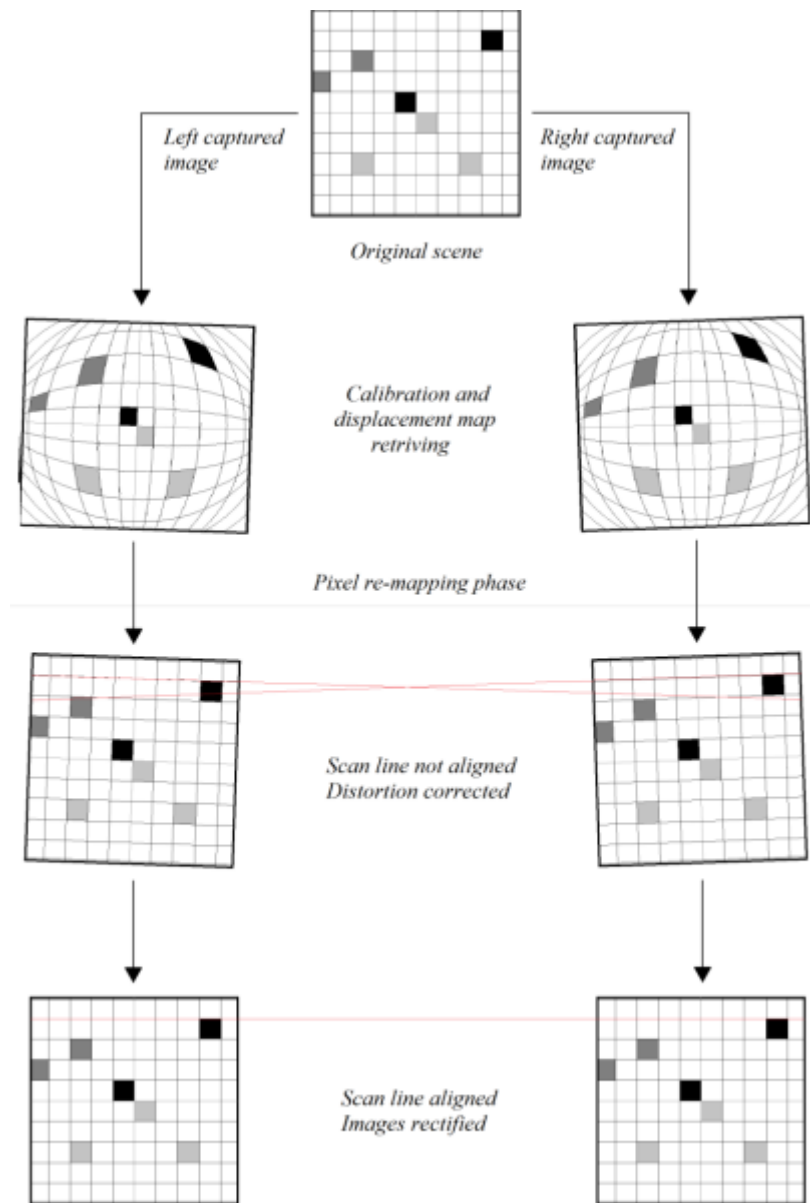 Left captured
image
Right captured
image
Original scene
Calibration and
displacement map
retriving
Pixel re-mapping phase
Scan line not aligned
Distortion corrected
Scan line aligned
Images rectified